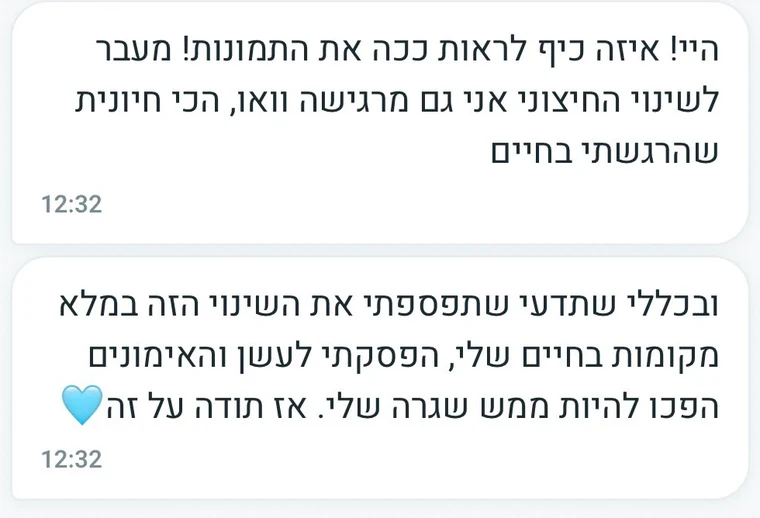 היי! איזה כיף לראות ככה את התמונות! מעבר
לשינוי החיצוני אני גם מרגישה וואו, הכי חיונית
שהרגשתי בחיים
12:32
ובכללי שתדעי שתפספתי את השינוי הזה במלא
מקומות בחיים שלי, הפסקתי לעשן והאימונים
הפכו להיות ממש שגרה שלי. אז תודה על זה🩵
12:32